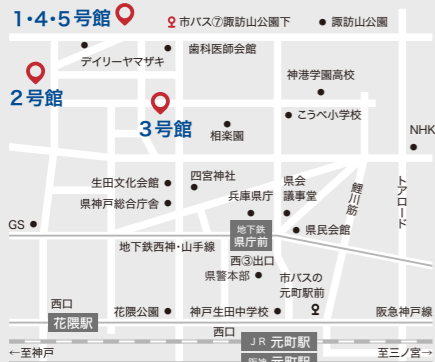 1・4・5号館
市バス⑦諏訪山公園下
諏訪山公園
デイリーヤマザキ
歯科医師会館
2号館
3号館
神港学園高校
こうべ小学校
相楽園
NHK
生田文化会館
四宮神社
県神戸総合庁舎
兵庫県庁
県会
議事堂
鯉川筋
トアロード
GS
地下鉄
県庁前
県民会館
地下鉄西神・山手線
西③出口
県警本部
市バスの
元町駅前
西口
花隈駅
花隈公園
神戸生田中学校
阪急神戸線
西口
←至神戸
JR 元町駅
至三ノ宮→
阪神 元町駅